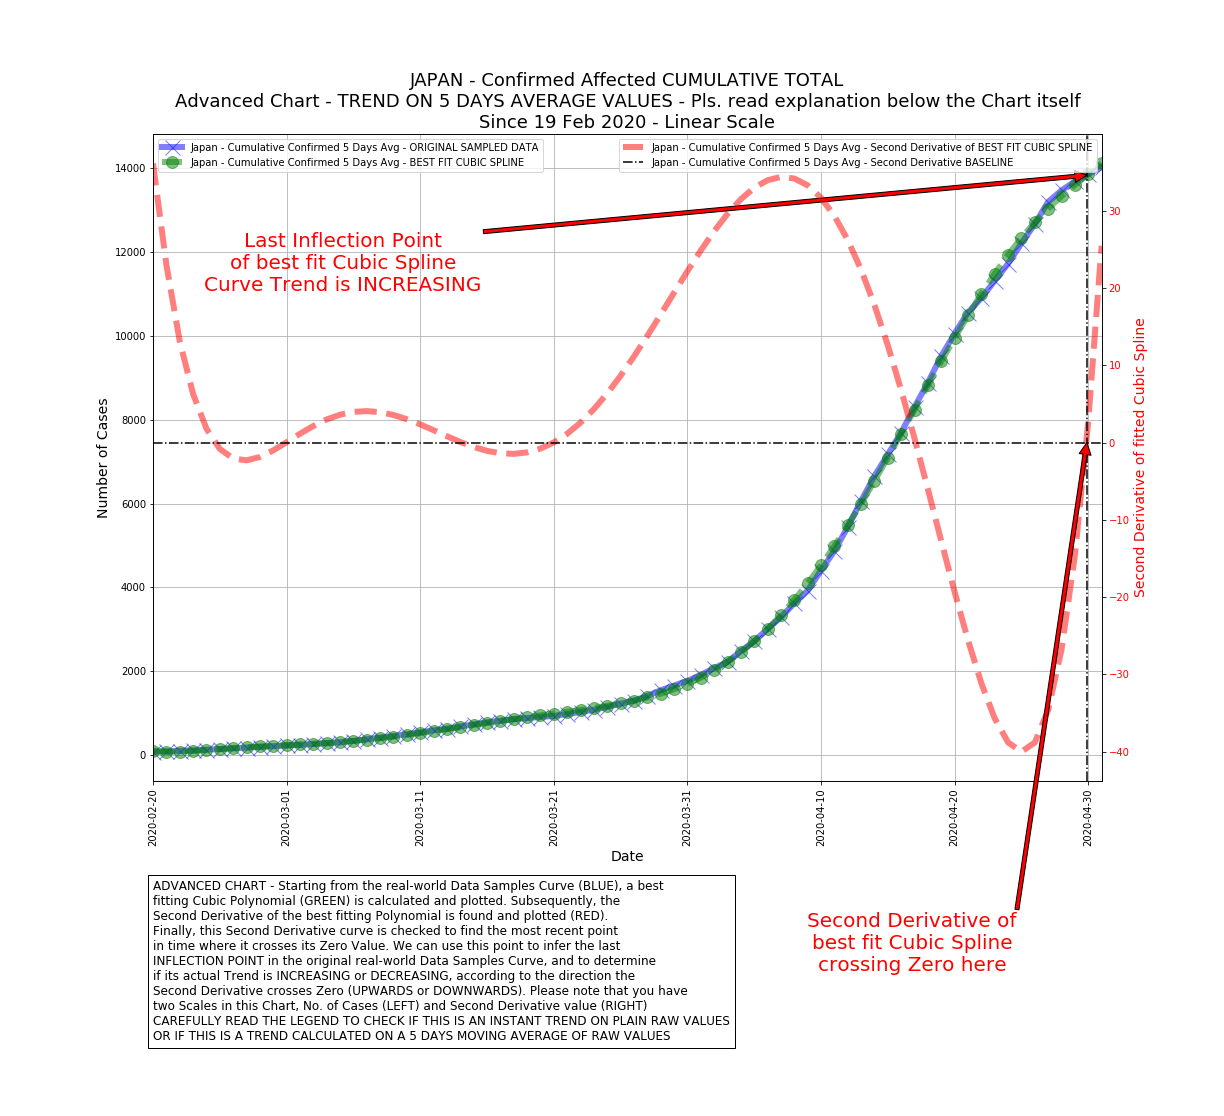 JAPAN - Confirmed Affected CUMULATIVE TOTAL
Advanced Chart - TREND ON 5 DAYS AVERAGE VALUES - Pls. read explanation below the Chart itself
Since 19 Feb 2020 - Linear Scale
Japan - Cumulative Confirmed 5 Days Avg - ORIGINAL SAMPLED DATA
Japan - Cumulative Confirmed 5 Days Avg - BEST FIT CUBIC SPLINE
Japan - Cumulative Confirmed 5 Days Avg - Second Derivative of BEST FIT CUBIC SPLINE
Japan - Cumulative Confirmed 5 Days Avg - Second Derivative BASELINE
Last Inflection Point
of best fit Cubic Spline
Curve Trend is INCREASING
Number of Cases
14000
12000
10000
8000
6000
4000
2000
0
30
20
10
0
−10
−20
−30
−40
Second Derivative of fitted Cubic Spline
2020-02-20
2020-03-01
2020-03-11
2020-03-21
2020-03-31
2020-04-10
2020-04-20
2020-04-30
Date
ADVANCED CHART - Starting from the real-world Data Samples Curve (BLUE), a best
fitting Cubic Polynomial (GREEN) is calculated and plotted. Subsequently, the
Second Derivative of the best fitting Polynomial is found and plotted (RED).
Finally, this Second Derivative curve is checked to find the most recent point
in time where it crosses its Zero Value. We can use this point to infer the last
INFLECTION POINT in the original real-world Data Samples Curve, and to determine
if its actual Trend is INCREASING or DECREASING, according to the direction the
Second Derivative crosses Zero (UPWARDS or DOWNWARDS). Please note that you have
two Scales in this Chart, No. of Cases (LEFT) and Second Derivative value (RIGHT)
CAREFULLY READ THE LEGEND TO CHECK IF THIS IS AN INSTANT TREND ON PLAIN RAW VALUES
OR IF THIS IS A TREND CALCULATED ON A 5 DAYS MOVING AVERAGE OF RAW VALUES
Second Derivative of
best fit Cubic Spline
crossing Zero here